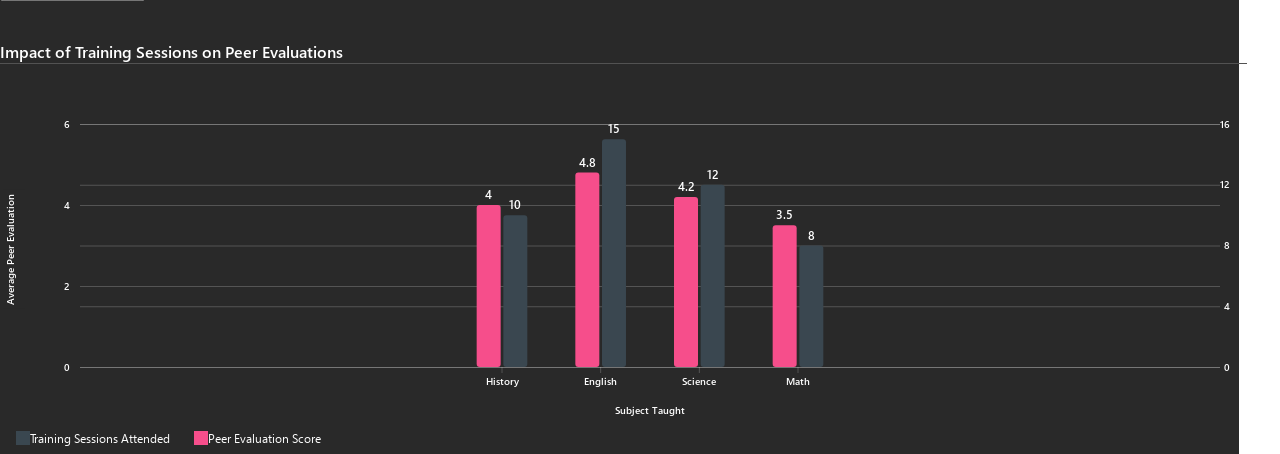 Impact of Training Sessions on Peer Evaluations
6
16
15
4.8
4.2
12
12
4
4
10
3.5
8
8
2
4
0
0
Average Peer Evaluation
History
English
Science
Math
Subject Taught
Training Sessions Attended
Peer Evaluation Score